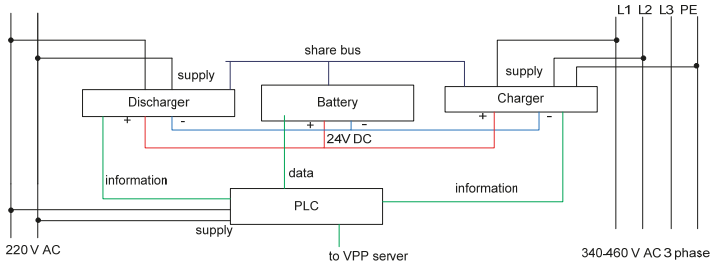 L1 L2 L3 PE
share bus
supply
supply
Discharger
Battery
Charger
+ -
+ -
+ -
24V DC
information
data
information
PLC
supply
220 V AC
to VPP server
340-460 V AC 3 phase